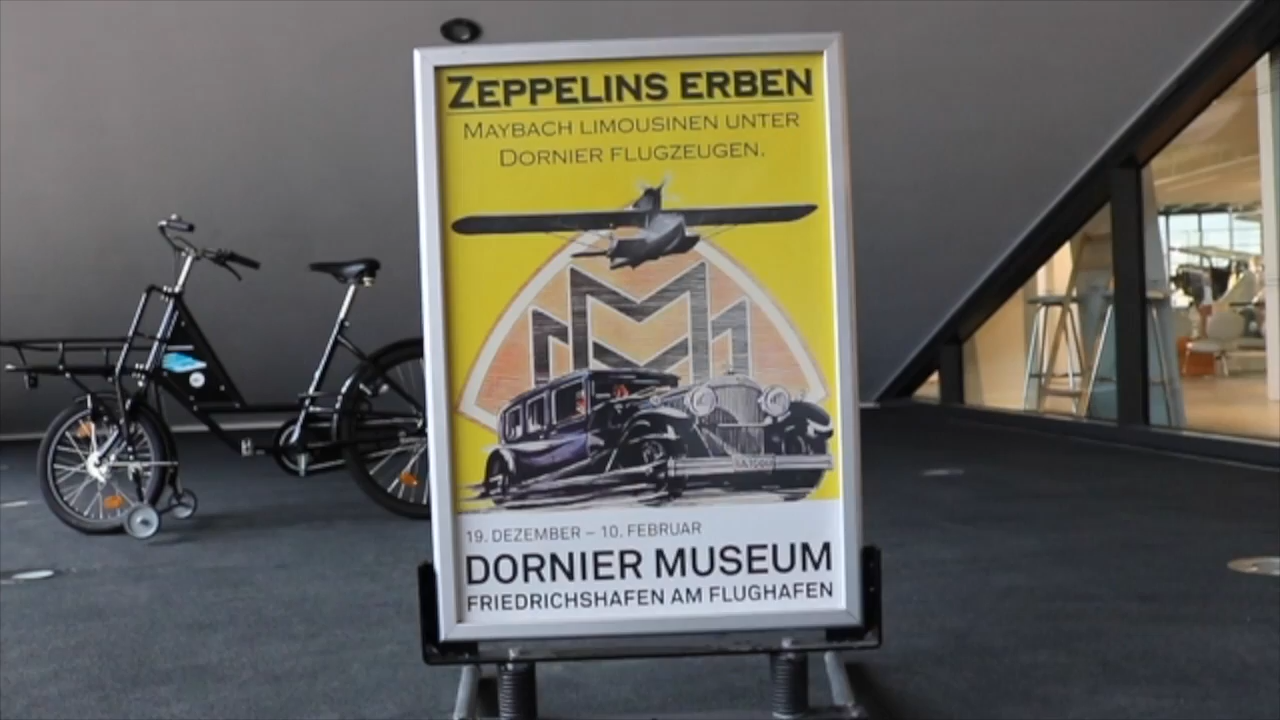 ZEPPELINS ERBEN
MAYBACH LIMOUSINEN UNTER
DORNIER FLUGZEUGEN.
19. DEZEMBER – 10. FEBRUAR
DORNIER MUSEUM
FRIEDRICHSHAFEN AM FLUGHAFEN